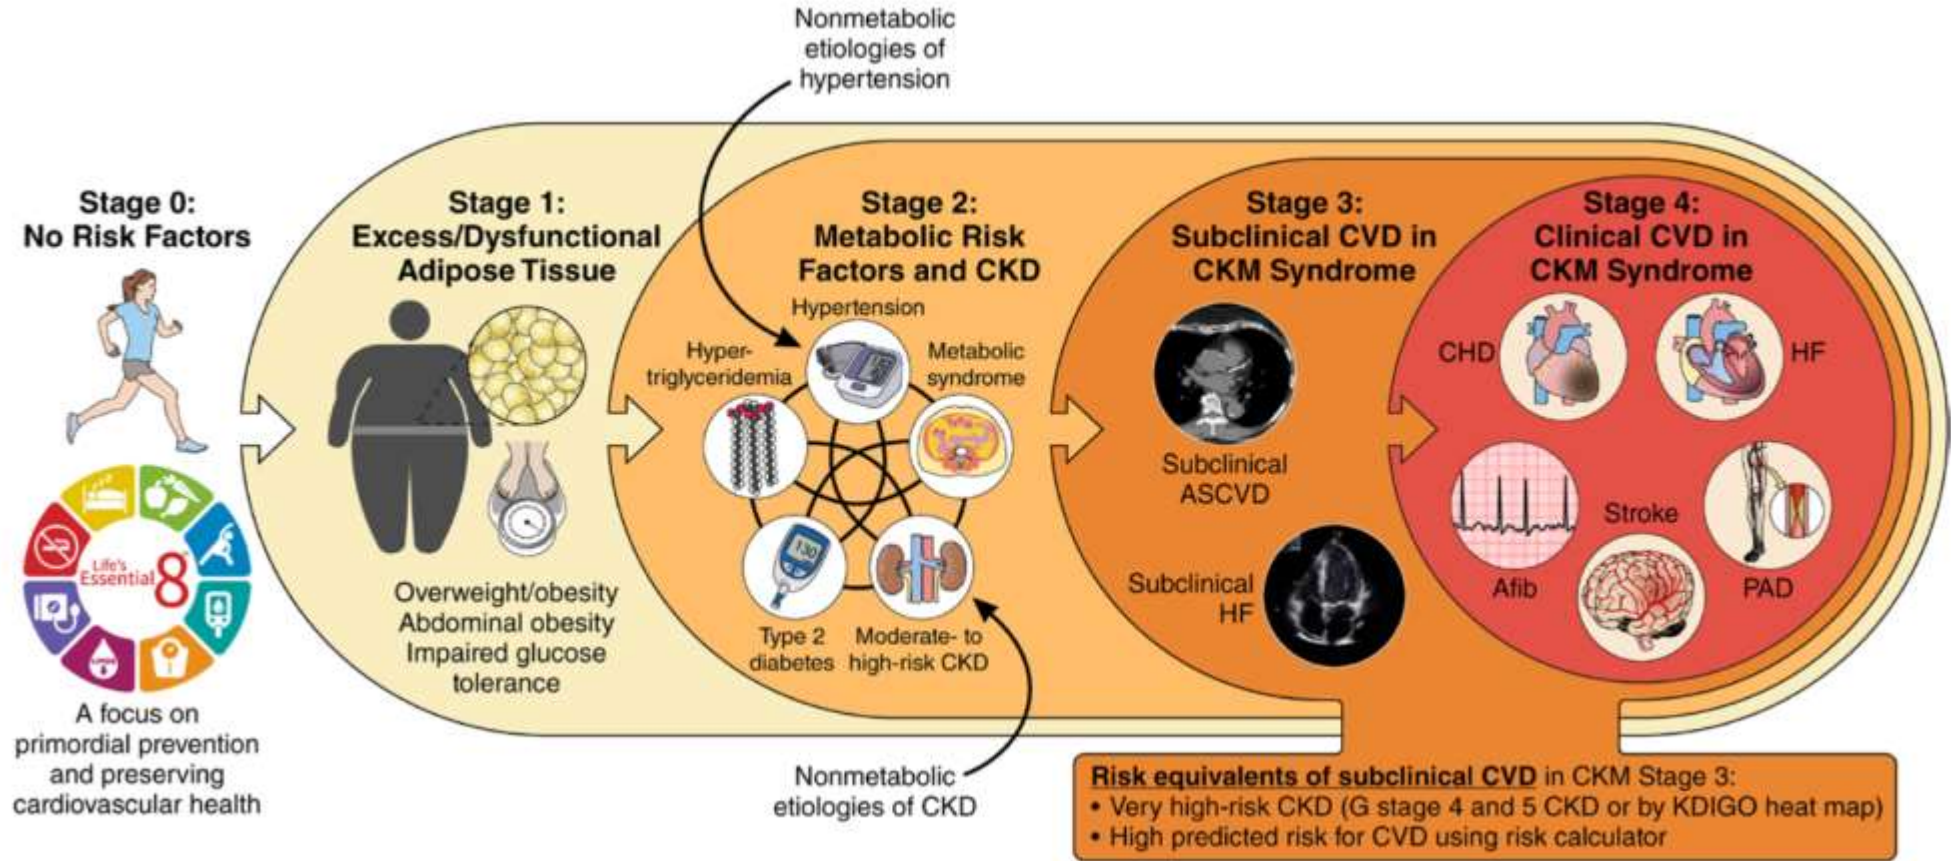 Nonmetabolic
etiologies of
hypertension
Stage 0:
No Risk Factors
Life's
Essential 8
A focus on
primordial prevention
and preserving
cardiovascular health
Stage 1:
Excess/Dysfunctional
Adipose Tissue
Overweight/obesity
Abdominal obesity
Impaired glucose
tolerance
Stage 2:
Metabolic Risk
Factors and CKD
Hypertension
Hyper-
triglyceridemia
Metabolic
syndrome
130
Type 2
diabetes
Moderate- to
high-risk CKD
Nonmetabolic
etiologies of CKD
Stage 3:
Subclinical CVD in
CKM Syndrome
Subclinical
ASCVD
Subclinical
HF
Stage 4:
Clinical CVD in
CKM Syndrome
CHD
HF
Afib
Stroke
PAD
Risk equivalents of subclinical CVD in CKM Stage 3:
• Very high-risk CKD (G stage 4 and 5 CKD or by KDIGO heat map)
• High predicted risk for CVD using risk calculator